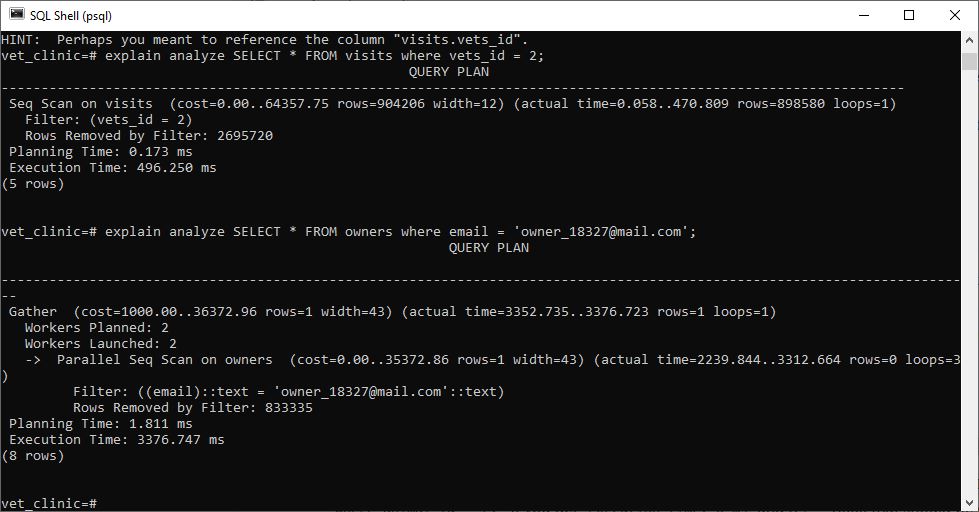 SQL Shell (psql)
HINT:  Perhaps you meant to reference the column "visits.vets_id".
vet_clinic=# explain analyze SELECT * FROM visits where vets_id = 2;
                                                   QUERY PLAN
-----------------------------------------------------------------------------------------------------------------
 Seq Scan on visits  (cost=0.00..64357.75 rows=904206 width=12) (actual time=0.058..470.809 rows=898580 loops=1)
   Filter: (vets_id = 2)
   Rows Removed by Filter: 2695720
 Planning Time: 0.173 ms
 Execution Time: 496.250 ms
(5 rows)
vet_clinic=# explain analyze SELECT * FROM owners where email = 'owner_18327@mail.com';
                                                        QUERY PLAN
------------------------------------------------------------------------------------------------------------------------
--
 Gather  (cost=1000.00..36372.96 rows=1 width=43) (actual time=3352.735..3376.723 rows=1 loops=1)
   Workers Planned: 2
   Workers Launched: 2
   ->  Parallel Seq Scan on owners  (cost=0.00..35372.86 rows=1 width=43) (actual time=2239.844..3312.664 rows=0 loops=3
)
         Filter: ((email)::text = 'owner_18327@mail.com'::text)
         Rows Removed by Filter: 833335
 Planning Time: 1.811 ms
 Execution Time: 3376.747 ms
(8 rows)
vet_clinic=#